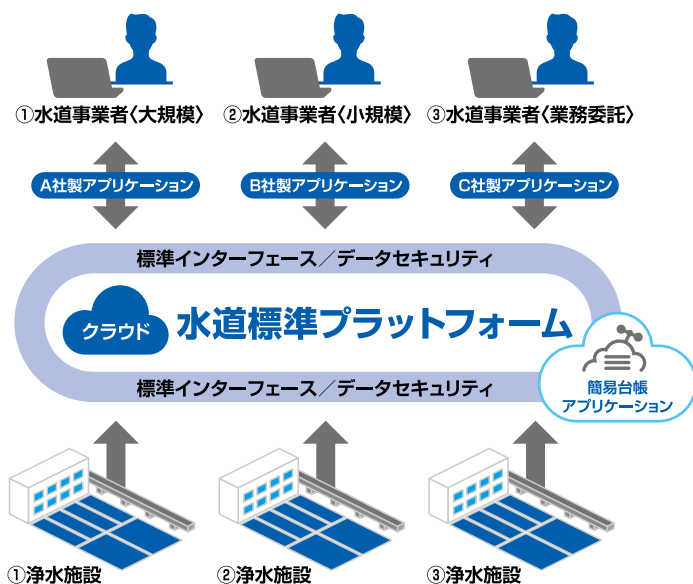 ①水道事業者〈大規模〉
②水道事業者〈小規模〉
③水道事業者〈業務委託〉
A社製アプリケーション
B社製アプリケーション
C社製アプリケーション
標準インターフェース／データセキュリティ
クラウド
水道標準プラットフォーム
標準インターフェース／データセキュリティ
簡易台帳
アプリケーション
①浄水施設
②浄水施設
③浄水施設